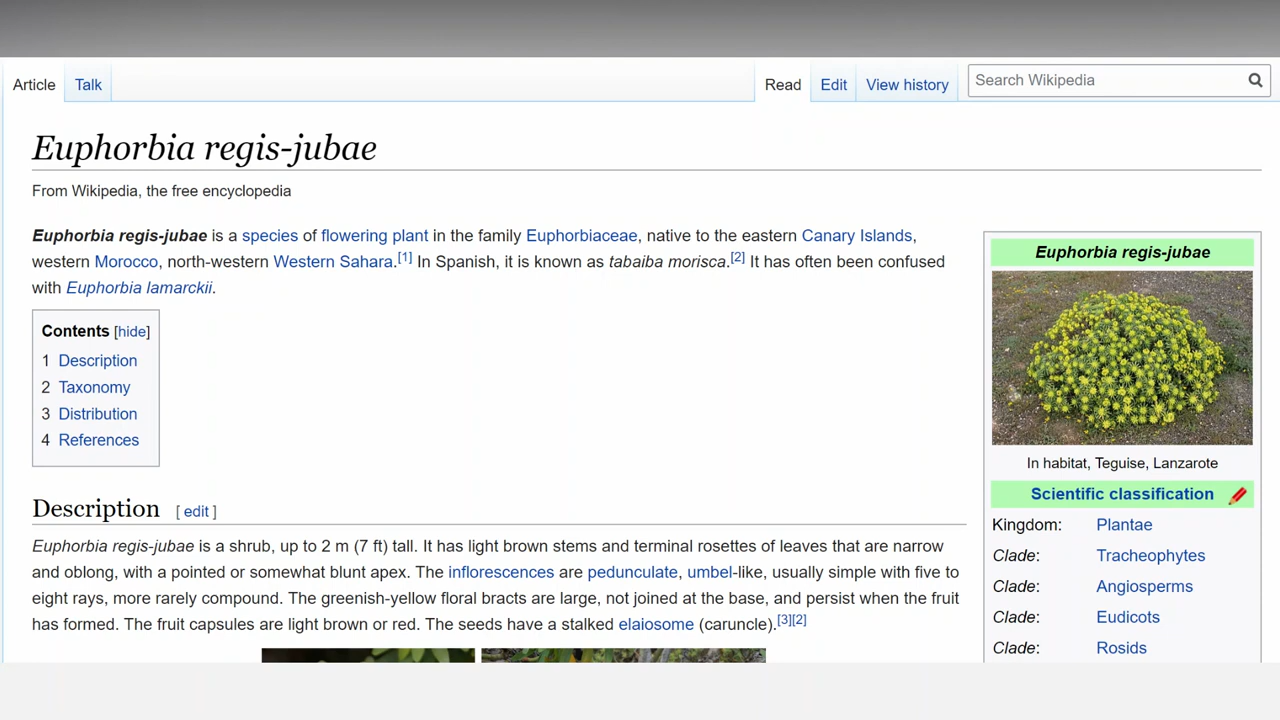 Article
Talk
Read
Edit
View history
Search Wikipedia
Euphorbia regis-jubae
From Wikipedia, the free encyclopedia
Euphorbia regis-jubae is a species of flowering plant in the family Euphorbiaceae, native to the eastern Canary Islands,
western Morocco, north-western Western Sahara.[1] In Spanish, it is known as tabaiba morisca.[2] It has often been confused
with Euphorbia lamarckii.
Contents [hide]
1 Description
2 Taxonomy
3 Distribution
4 References
Description [ edit ]
Euphorbia regis-jubae is a shrub, up to 2 m (7 ft) tall. It has light brown stems and terminal rosettes of leaves that are narrow
and oblong, with a pointed or somewhat blunt apex. The inflorescences are pedunculate, umbel-like, usually simple with five to
eight rays, more rarely compound. The greenish-yellow floral bracts are large, not joined at the base, and persist when the fruit
has formed. The fruit capsules are light brown or red. The seeds have a stalked elaiosome (caruncle).[3][2]
Euphorbia regis-jubae
In habitat, Teguise, Lanzarote
Scientific classification
Kingdom: Plantae
Clade: Tracheophytes
Clade: Angiosperms
Clade: Eudicots
Clade: Rosids